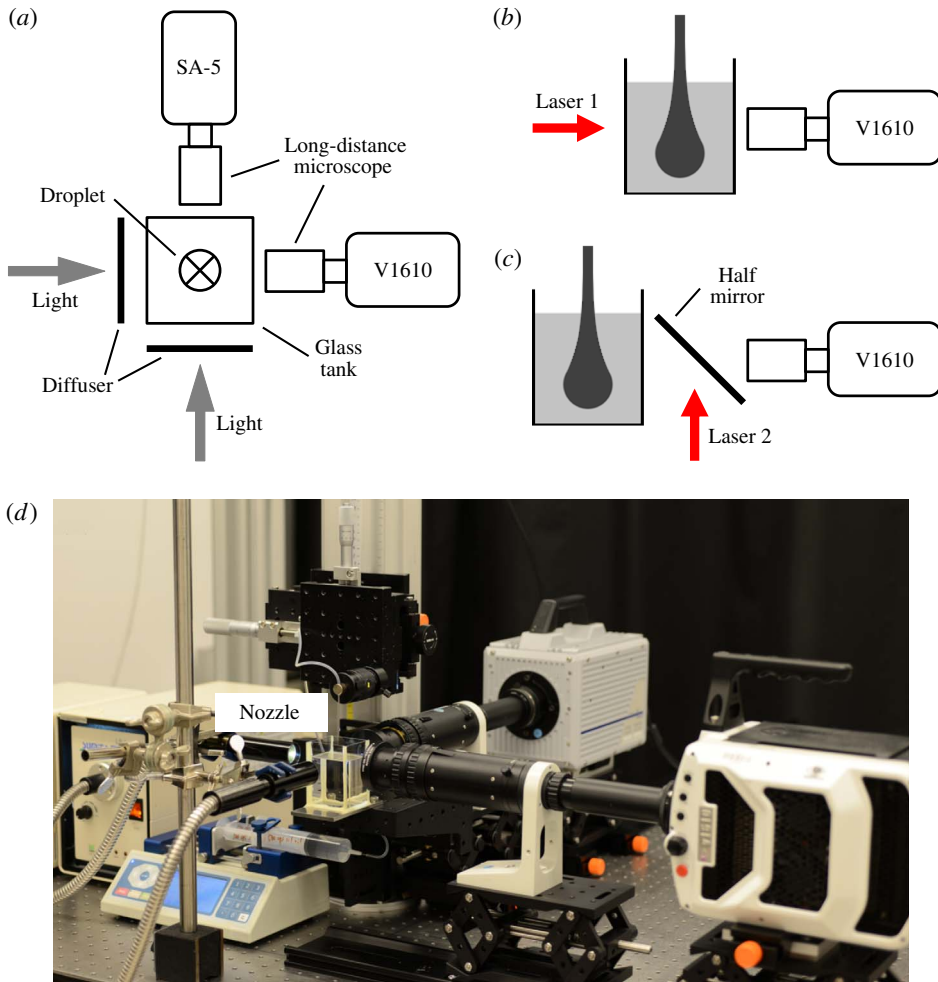 (a)
SA-5
Long-distance
microscope
Droplet
V1610
Light
Glass
tank
Diffuser
Light
(b)
Laser 1
V1610
(c)
Half
mirror
V1610
Laser 2
(d)
Nozzle